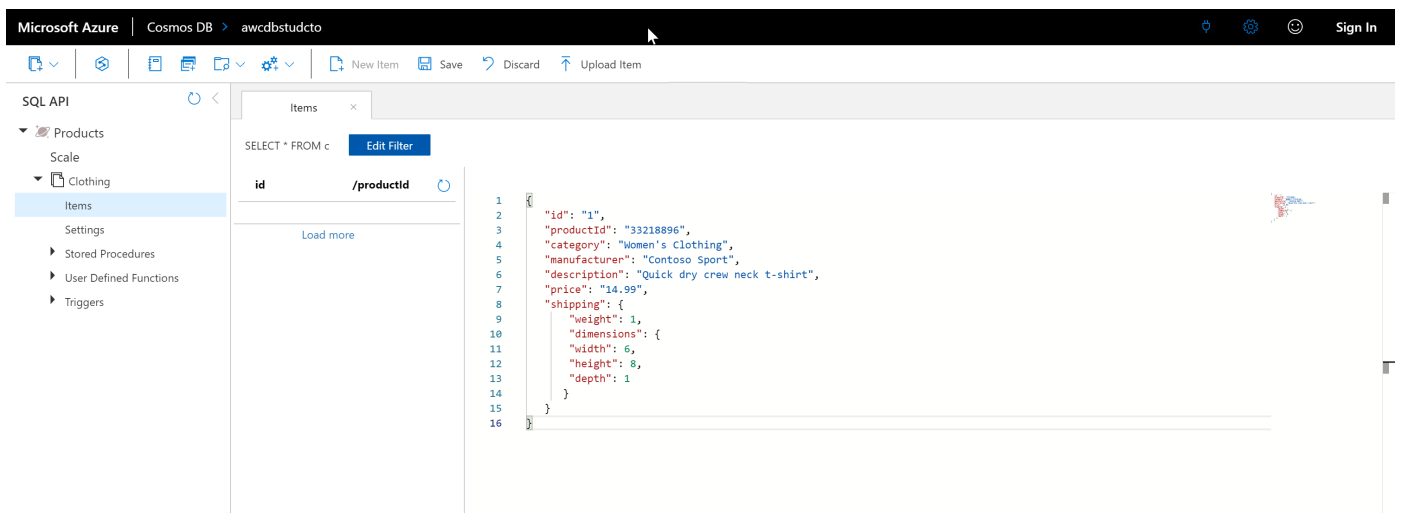 Microsoft Azure Cosmos DB > awcdbstudcto Sign In
New Item Save Discard Upload Item
SQL API
Products
Scale
Clothing
Items
Settings
Stored Procedures
User Defined Functions
Triggers
Items
SELECT * FROM c Edit Filter
id /productId
Load more
1 {
2 "id": "1",
3 "productId": "33218896",
4 "category": "Women's Clothing",
5 "manufacturer": "Contoso Sport",
6 "description": "Quick dry crew neck t-shirt",
7 "price": "14.99",
8 "shipping": {
9 "weight": 1,
10 "dimensions": {
11 "width": 6,
12 "height": 8,
13 "depth": 1
14 }
15 }
16 }